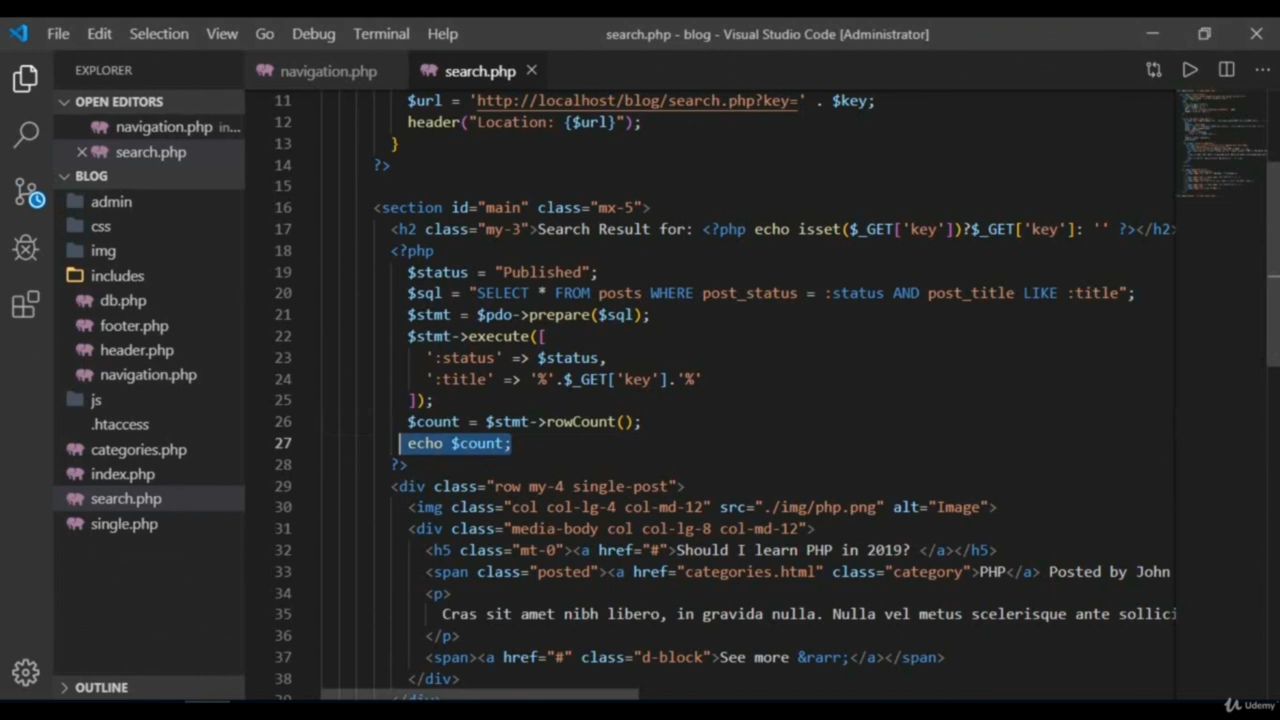 File Edit Selection View Go Debug Terminal Help
search.php - blog - Visual Studio Code [Administrator]
EXPLORER
navigation.php
search.php
OPEN EDITORS
navigation.php in...
search.php
BLOG
admin
css
img
includes
db.php
footer.php
header.php
navigation.php
js
.htaccess
categories.php
index.php
search.php
single.php
OUTLINE
11 $url = 'http://localhost/blog/search.php?key=' . $key;
12 header("Location: {$url}");
13 }
14 ?>
15
16 <section id="main" class="mx-5">
17 <h2 class="my-3">Search Result for: <?php echo isset($_GET['key'])?$_GET['key']: '' ?></h2
18 <?php
19 $status = "Published";
20 $sql = "SELECT * FROM posts WHERE post_status = :status AND post_title LIKE :title";
21 $stmt = $pdo->prepare($sql);
22 $stmt->execute([
23 ':status' => $status,
24 ':title' => '%'.$_GET['key'].'%'
25 ]);
26 $count = $stmt->rowCount();
27 echo $count;
28 ?>
29 <div class="row my-4 single-post">
30 <img class="col col-lg-4 col-md-12" src="./img/php.png" alt="Image">
31 <div class="media-body col col-lg-8 col-md-12">
32 <h5 class="mt-0"><a href="#">Should I learn PHP in 2019? </a></h5>
33 <span class="posted"><a href="categories.html" class="category">PHP</a> Posted by John
34 <p>
35 Cras sit amet nibh libero, in gravida nulla. Nulla vel metus scelerisque ante sollici
36 </p>
37 <span><a href="#" class="d-block">See more &rarr;</a></span>
38 </div>
Udemy